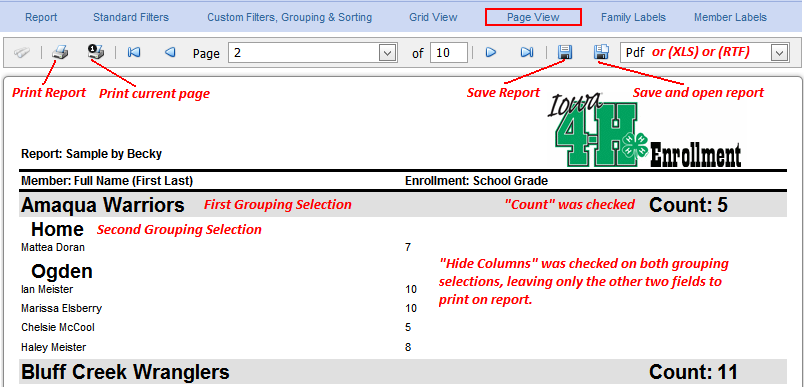 Report Standard Filters Custom Filters, Grouping & Sorting Grid View Page View Family Labels Member Labels
1 Page 2 of 10 Pdf or (XLS) or (RTF)
Print Report Print current page Save Report Save and open report
Iowa
4-H
Enrollment
Report: Sample by Becky
Member: Full Name (First Last) Enrollment: School Grade
Amaqua Warriors First Grouping Selection "Count" was checked Count: 5
Home Second Grouping Selection
Mattea Doran 7
Ogden
"Hide Columns" was checked on both grouping
selections, leaving only the other two fields to
print on report.
Ian Meister 10
Marissa Elsberry 10
Chelsie McCool 5
Haley Meister 8
Bluff Creek Wranglers Count: 11